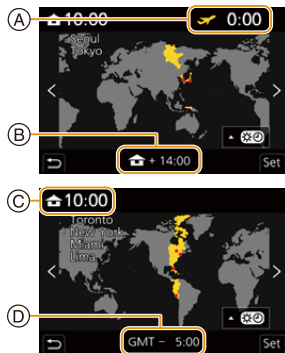 A
10:00
0:00
Seoul
Tokyo
B
+ 14:00
Set
C
10:00
Toronto
New York
Miami
Lima
D
GMT − 5:00
Set